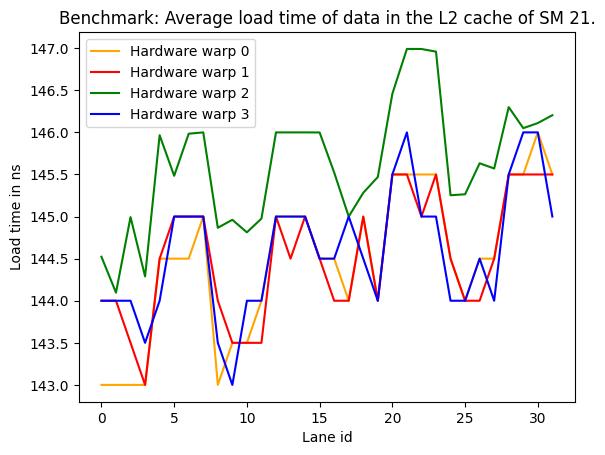 Benchmark: Average load time of data in the L2 cache of SM 21.
Hardware warp 0
Hardware warp 1
Hardware warp 2
Hardware warp 3
Load time in ns
147.0
146.5
146.0
145.5
145.0
144.5
144.0
143.5
143.0
0 5 10 15 20 25 30
Lane id